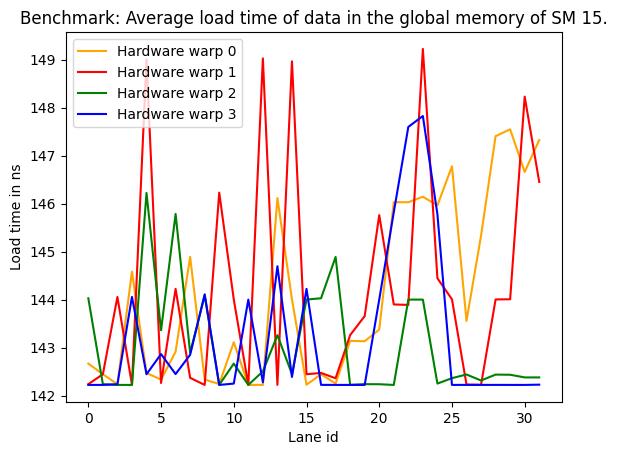 Benchmark: Average load time of data in the global memory of SM 15.
Hardware warp 0
Hardware warp 1
Hardware warp 2
Hardware warp 3
149
148
147
146
145
144
143
142
Load time in ns
0 5 10 15 20 25 30
Lane id